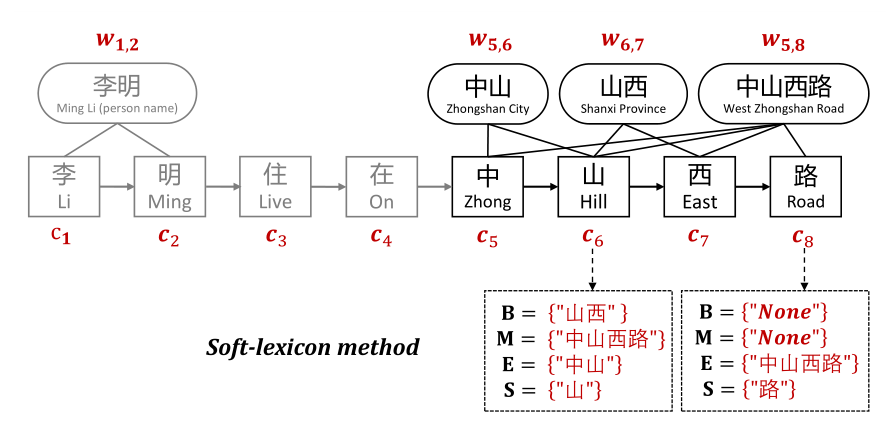 w1,2 w5,6 w6,7 w5,8
李明 中山 山西 中山西路
Ming Li (person name) Zhongshan City Shanxi Province West Zhongshan Road
李 明 住 在 中 山 西 路
Li Ming Live On Zhong Hill East Road
c1 c2 c3 c4 c5 c6 c7 c8
Soft-lexicon method
B = {"山西" }
M = {"中山西路"}
E = {"中山"}
S = {"山"}
B = {"None"}
M = {"None"}
E = {"中山西路"}
S = {"路"}